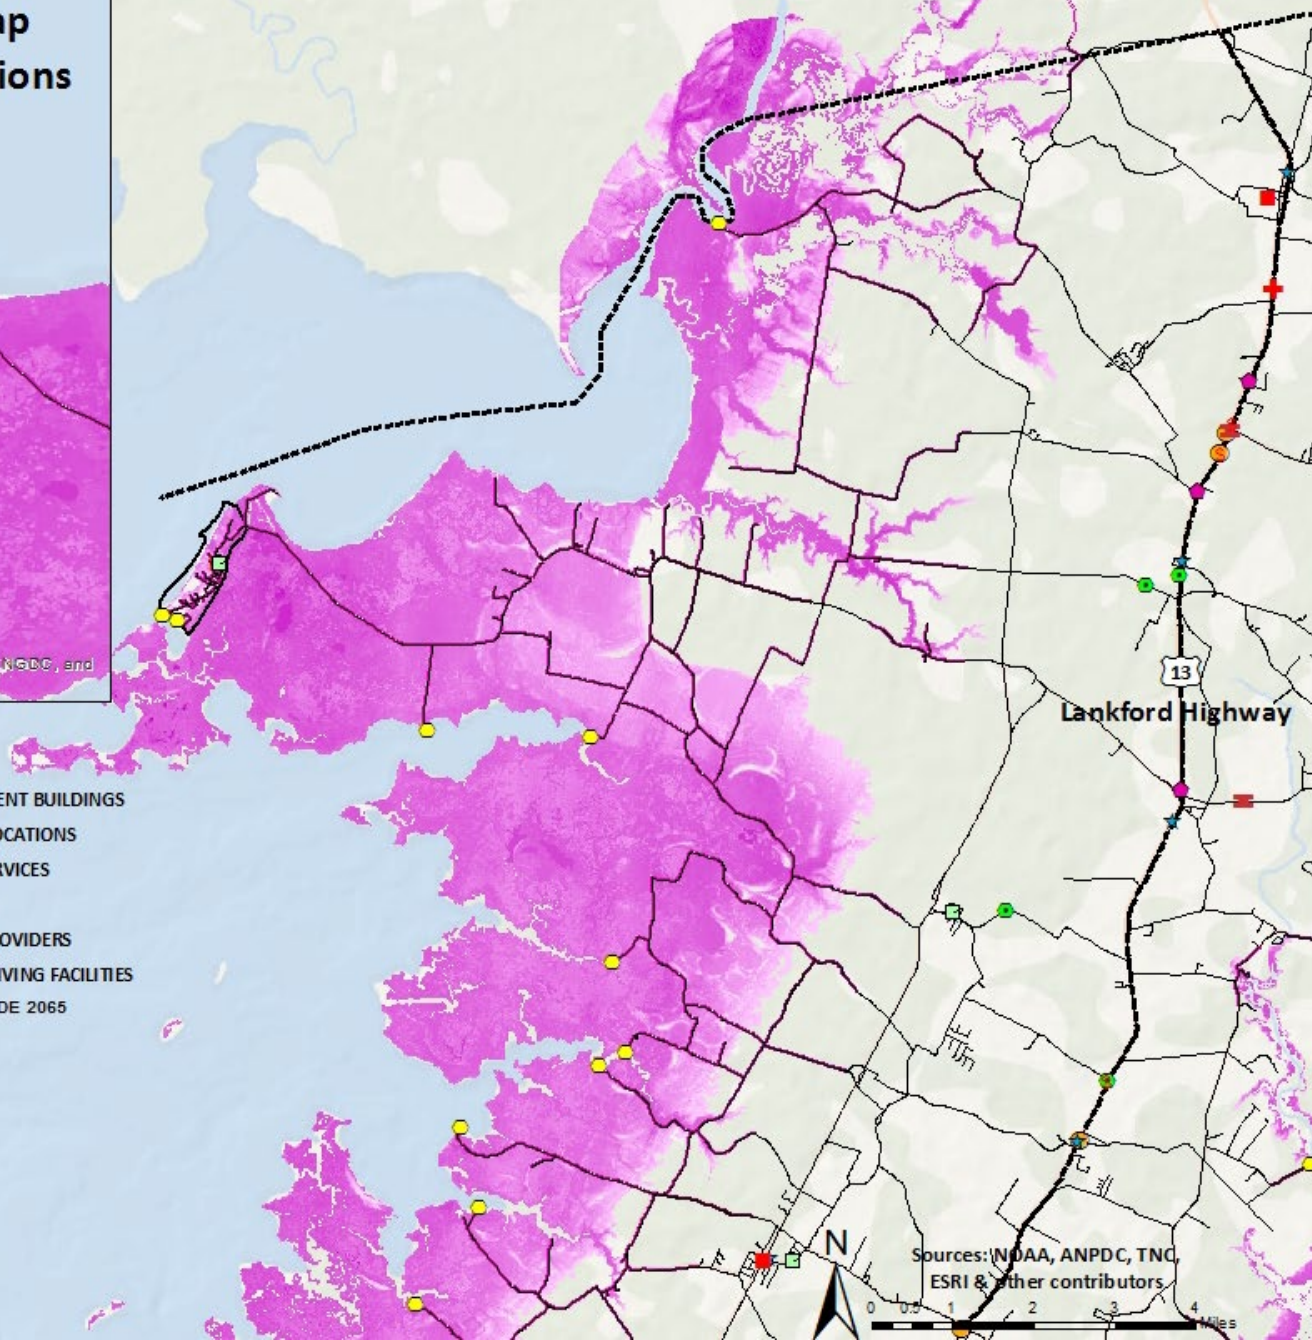 ap
ions
NGDC, and
13
Lankford Highway
ENT BUILDINGS
OCATIONS
RVICES
OVIDERS
IVING FACILITIES
DE 2065
N
Sources: NOAA, ANPDC, TNC,
ESRI & other contributors
0 0.5 1 2 3 4
Miles